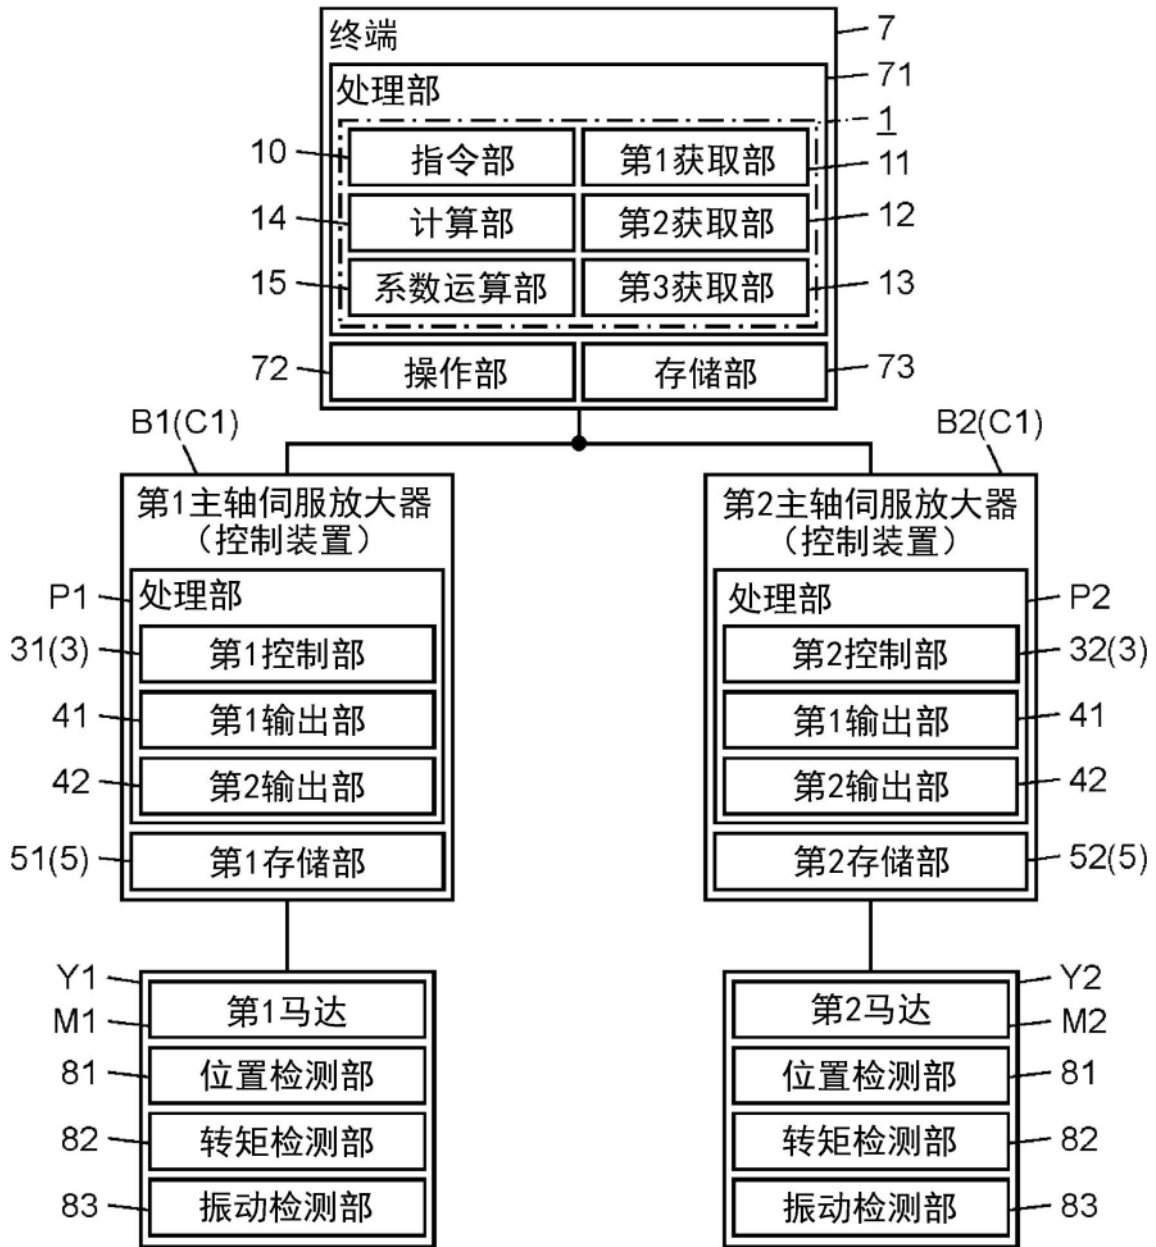 终端
7
处理部
71
1
10
指令部
第1获取部
11
14
计算部
第2获取部
12
15
系数运算部
第3获取部
13
72
操作部
存储部
73
B1(C1)
B2(C1)
第1主轴伺服放大器
（控制装置）
P1
处理部
31(3)
第1控制部
41
第1输出部
42
第2输出部
51(5)
第1存储部
第2主轴伺服放大器
（控制装置）
处理部
P2
第2控制部
32(3)
第1输出部
41
第2输出部
42
第2存储部
52(5)
Y1
第1马达
M1
81
位置检测部
82
转矩检测部
83
振动检测部
Y2
第2马达
M2
位置检测部
81
转矩检测部
82
振动检测部
83